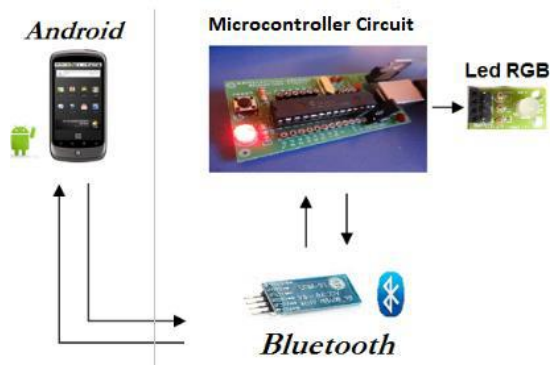 Android
Microcontroller Circuit
Led RGB
Bluetooth